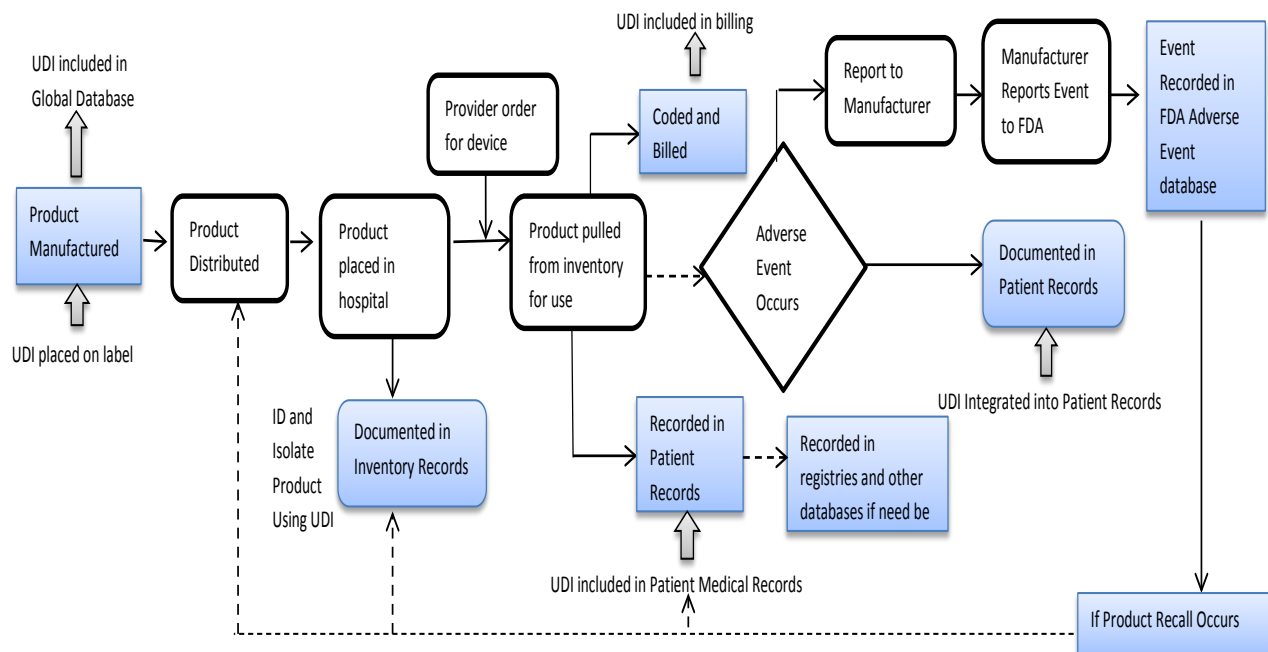 UDI included in billing
UDI included in
Global Database
Provider order
for device
Coded and
Billed
Report to
Manufacturer
Manufacturer
Reports Event
to FDA
Event
Recorded in
FDA Adverse
Event
database
Product
Manufactured
Product
Distributed
Product
placed in
hospital
Product pulled
from inventory
for use
Adverse
Event
Occurs
Documented in
Patient Records
UDI placed on label
UDI Integrated into Patient Records
ID and
Isolate
Product
Using UDI
Documented in
Inventory Records
Recorded in
Patient
Records
Recorded in
registries and other
databases if need be
UDI included in Patient Medical Records
If Product Recall Occurs